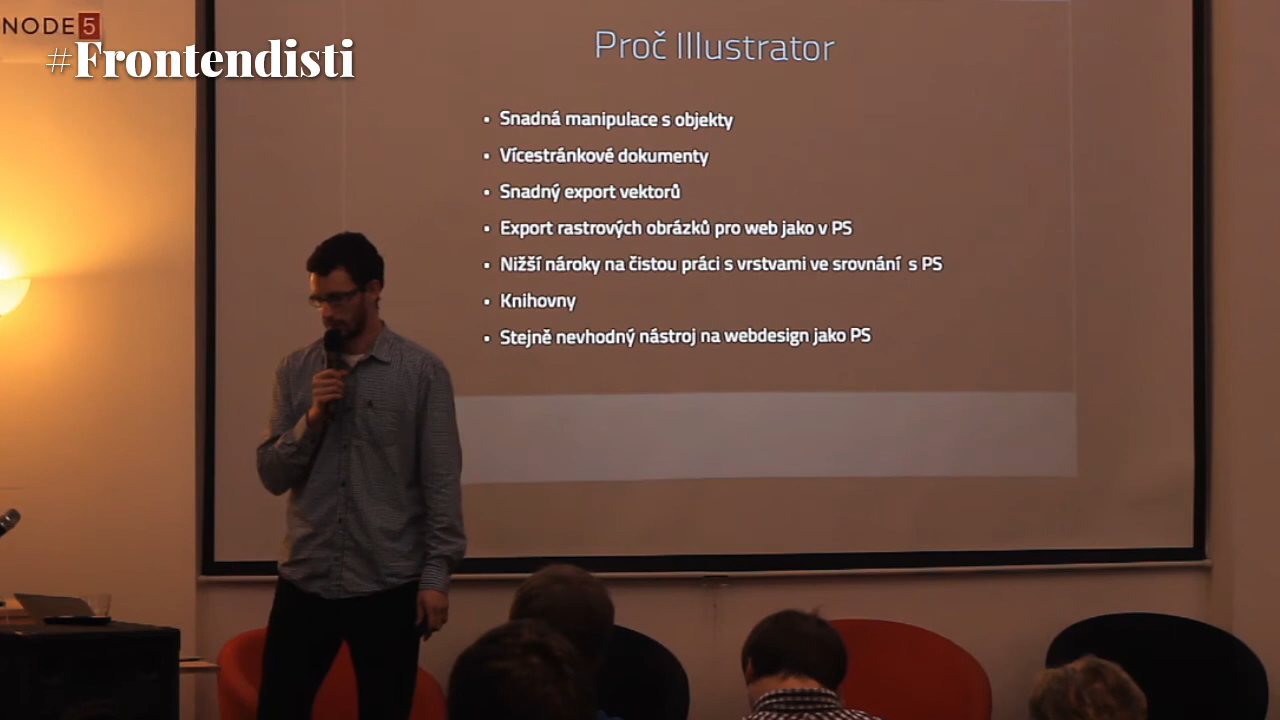 NODE5
#Frontendisti
Proč Illustrator
• Snadná manipulace s objekty
• Vícestránkové dokumenty
• Snadný export vektorů
• Export rastrových obrázků pro web jako v PS
• Nižší nároky na čistou práci s vrstvami ve srovnání s PS
• Knihovny
• Stejně nevhodný nástroj na webdesign jako PS